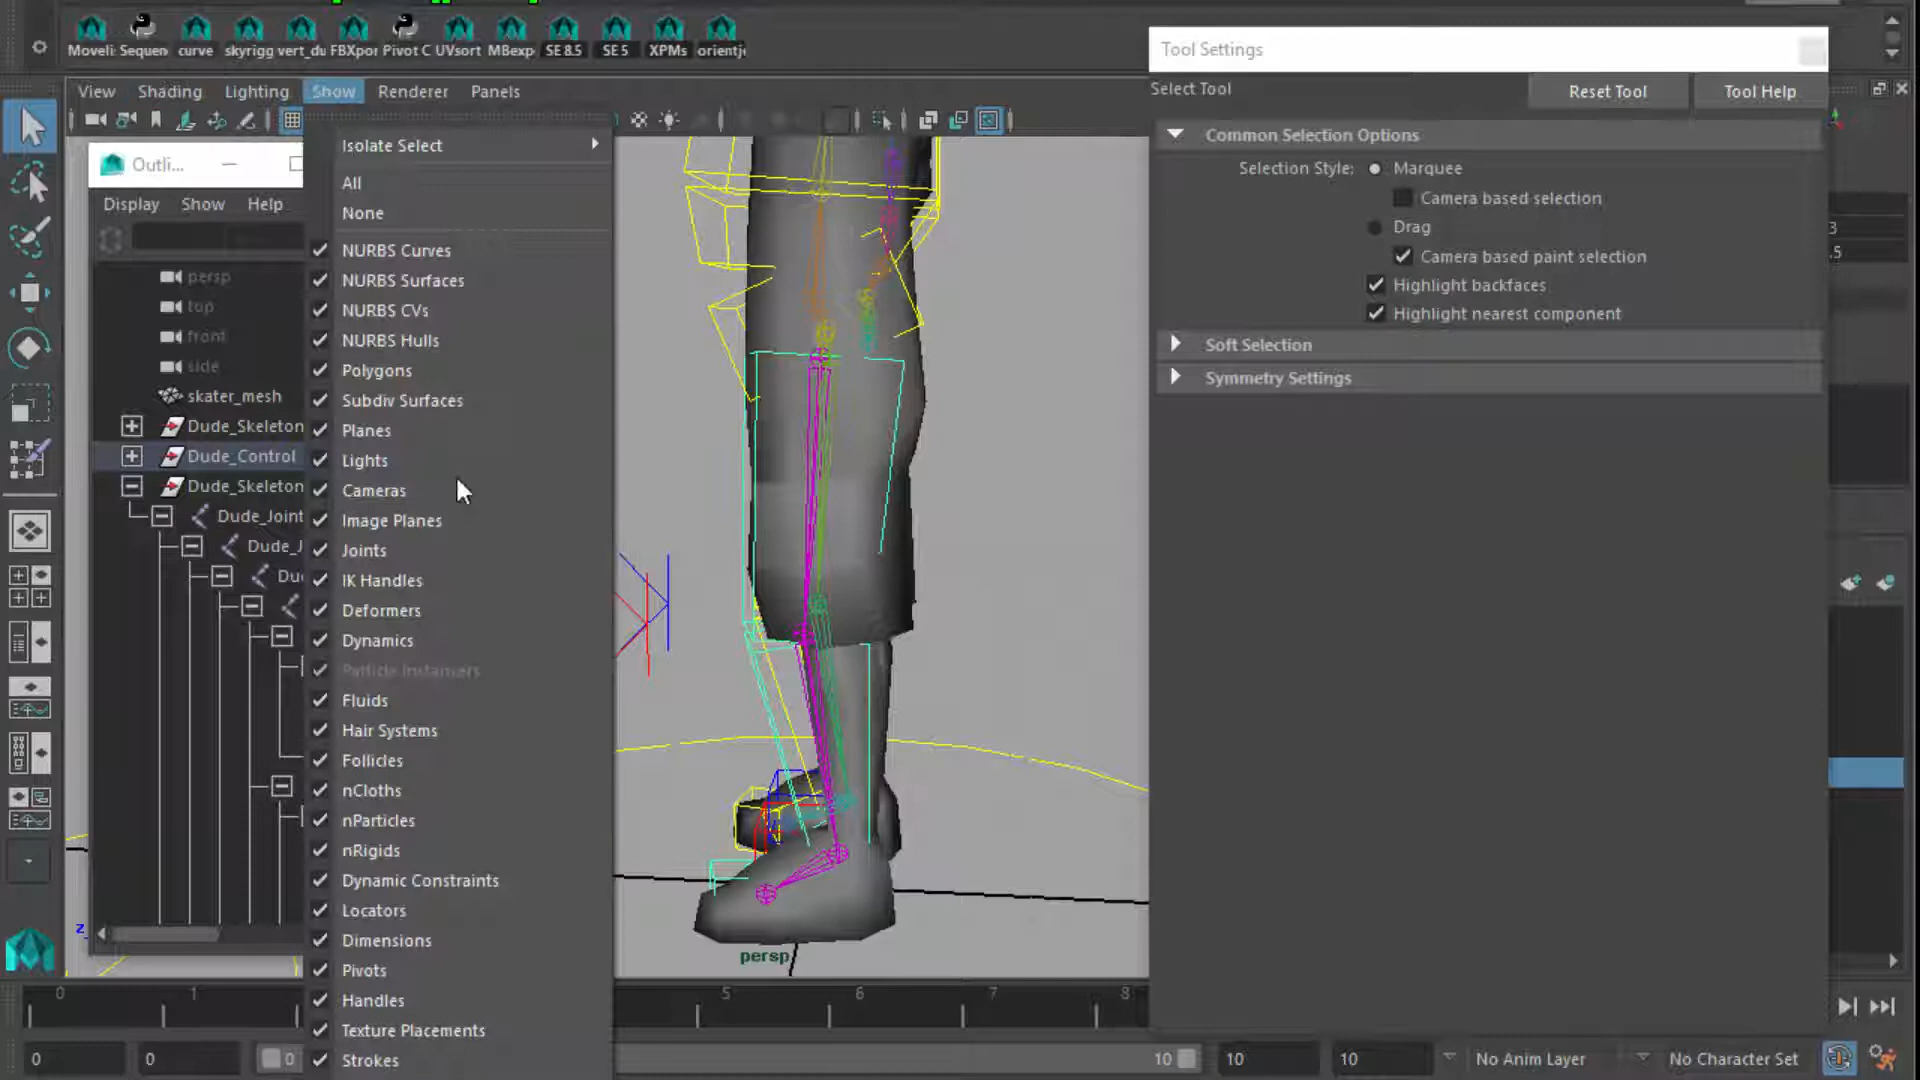 Moveli Sequen curve skyrigg vert_du FBXpor Pivot C UVsort MBexp SE 8.5 SE 5 XPMs orientj
Tool Settings
Select Tool
Reset Tool
Tool Help
View Shading Lighting Show Renderer Panels
Common Selection Options
Selection Style:
Marquee
Camera based selection
Drag
Camera based paint selection
Highlight backfaces
Highlight nearest component
Soft Selection
Symmetry Settings
3
.5
Outli...
Display Show Help
persp
top
front
side
skater_mesh
Dude_Skeleton
Dude_Control
Dude_Skeleton
Dude_Joint
Dude_J
Du
Isolate Select
All
None
NURBS Curves
NURBS Surfaces
NURBS CVs
NURBS Hulls
Polygons
Subdiv Surfaces
Planes
Lights
Cameras
Image Planes
Joints
IK Handles
Deformers
Dynamics
Particle Instancers
Fluids
Hair Systems
Follicles
nCloths
nParticles
nRigids
Dynamic Constraints
Locators
Dimensions
Pivots
Handles
Texture Placements
Strokes
z
persp
0 1 5 6 7 8
0 0 0 10 10 10 No Anim Layer No Character Set